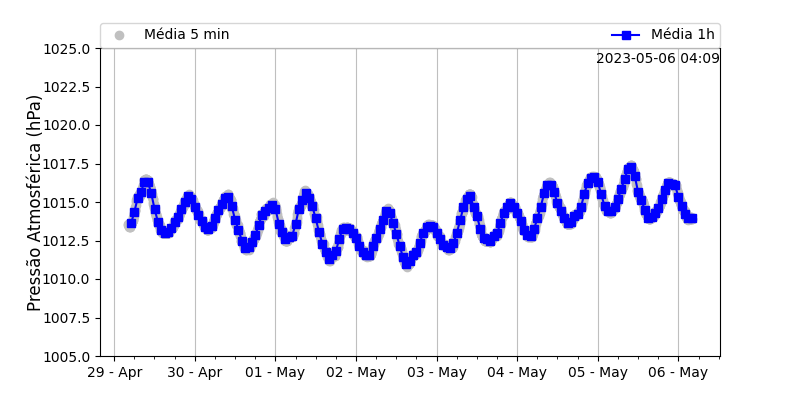 Média 5 min
Média 1h
2023-05-06 04:09
Pressão Atmosférica (hPa)
1025.0
1022.5
1020.0
1017.5
1015.0
1012.5
1010.0
1007.5
1005.0
29 - Apr
30 - Apr
01 - May
02 - May
03 - May
04 - May
05 - May
06 - May